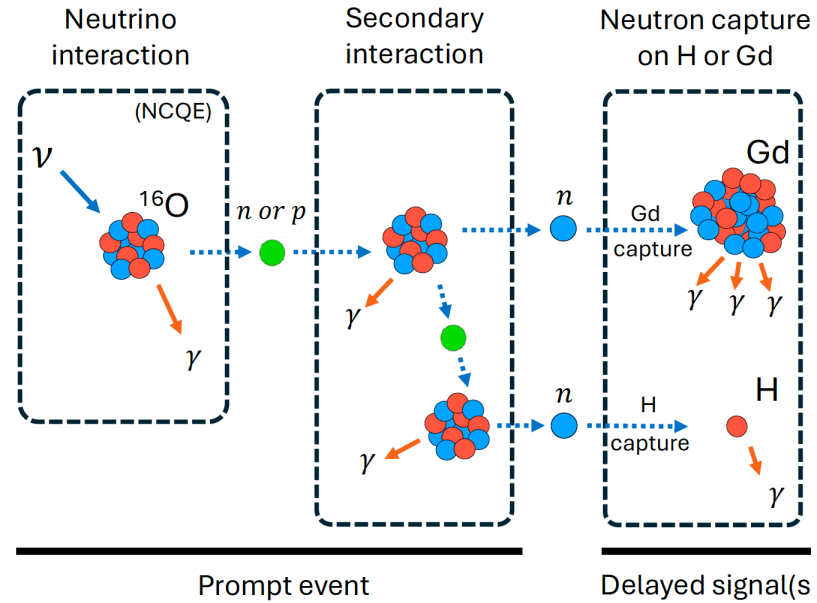 Neutrino
interaction
Secondary
interaction
Neutron capture
on H or Gd
(NCQE)
ν
¹⁶O
γ
n or p
γ
γ
n
Gd
capture
Gd
γ γ γ
n
H
capture
H
γ
Prompt event
Delayed signal(s